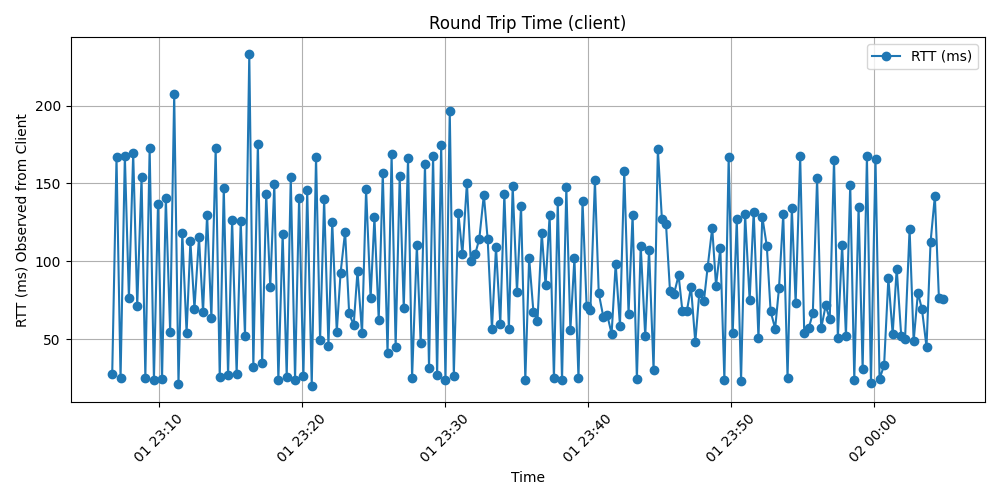 Round Trip Time (client)
RTT (ms)
200
150
100
50
RTT (ms) Observed from Client
01 23:10
01 23:20
01 23:30
01 23:40
01 23:50
02 00:00
Time